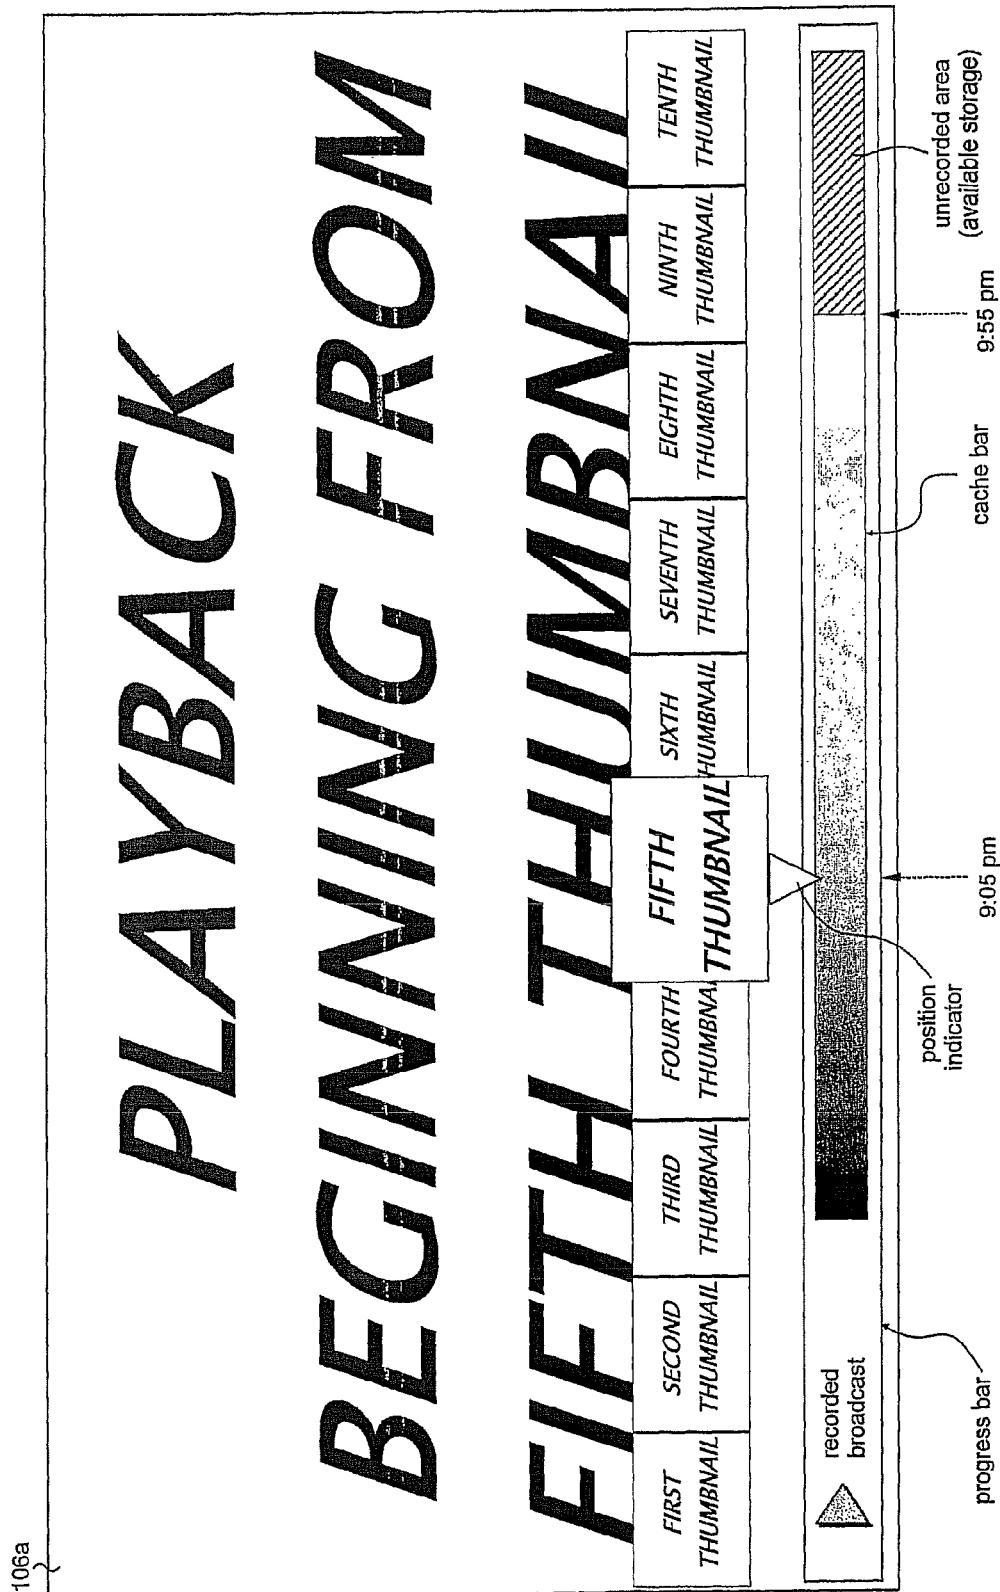 106a
PLAYBACK
BEGINNING FROM
FIFTH THUMBNAIL
FIRST
THUMBNAIL
SECOND
THUMBNAIL
THIRD
THUMBNAIL
FOURTH
THUMBNAI
FIFTH
THUMBNAIL
SIXTH
HUMBNAIL
SEVENTH
THUMBNAIL
EIGHTH
THUMBNAIL
NINTH
THUMBNAIL
TENTH
THUMBNAIL
recorded
broadcast
progress bar
position
indicator
9:05 pm
cache bar
9:55 pm
unrecorded area
(available storage)